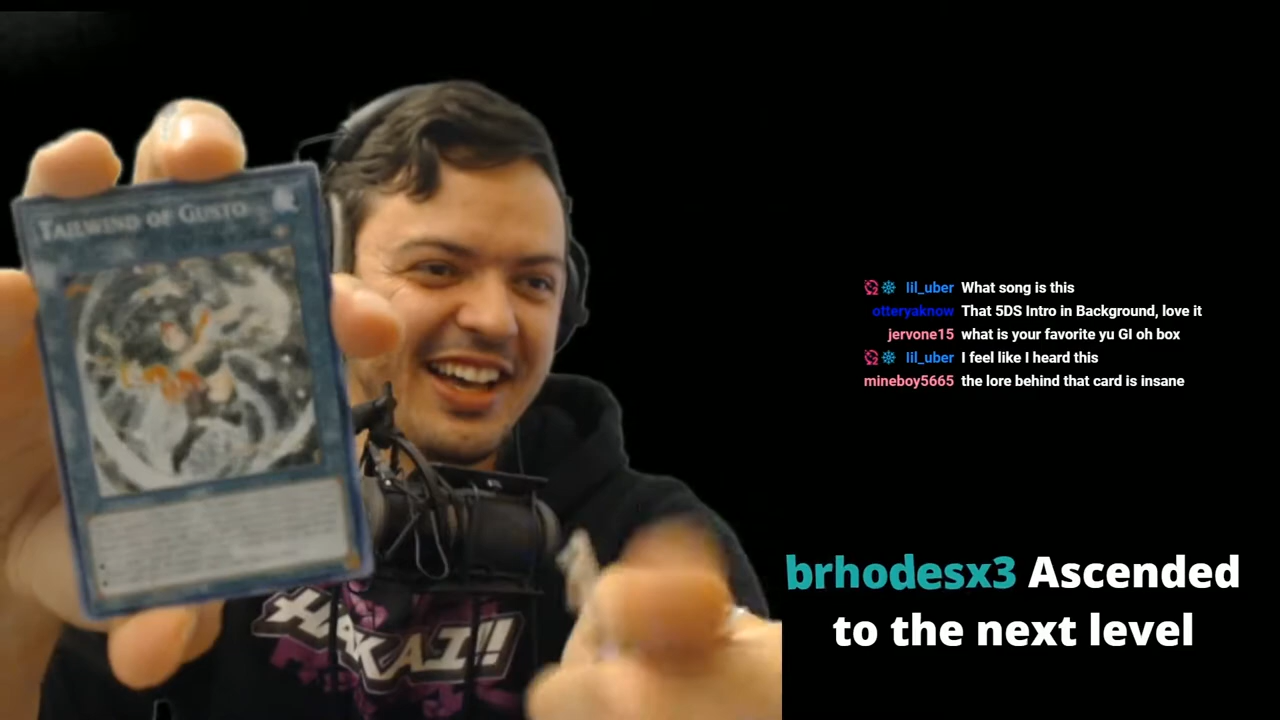 TAILWIND OF GUSTO
HAKAI!!
lil_uber What song is this
otteryaknow That 5DS Intro in Background, love it
jervone15 what is your favorite yu GI oh box
lil_uber I feel like I heard this
mineboy5665 the lore behind that card is insane
brhodesx3 Ascended
to the next level